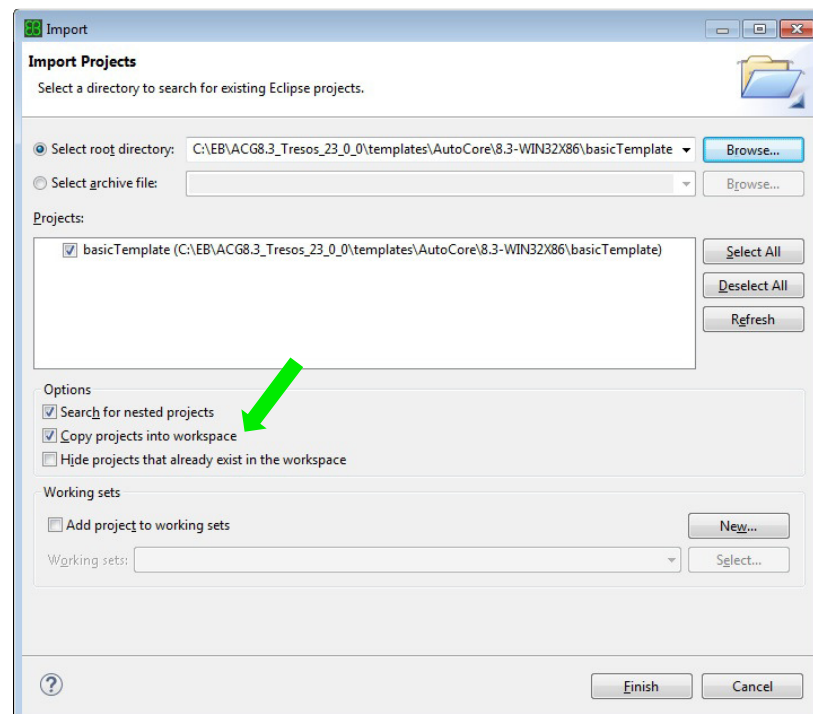 Import
Import Projects
Select a directory to search for existing Eclipse projects.
Select root directory: C:\EB\ACG8.3_Tresos_23_0_0\templates\AutoCore\8.3-WIN32X86\basicTemplate Browse...
Select archive file: Browse...
Projects:
basicTemplate (C:\EB\ACG8.3_Tresos_23_0_0\templates\AutoCore\8.3-WIN32X86\basicTemplate) Select All
Deselect All
Refresh
Options
Search for nested projects
Copy projects into workspace
Hide projects that already exist in the workspace
Working sets
Add project to working sets New...
Working sets: Select...
? Finish Cancel